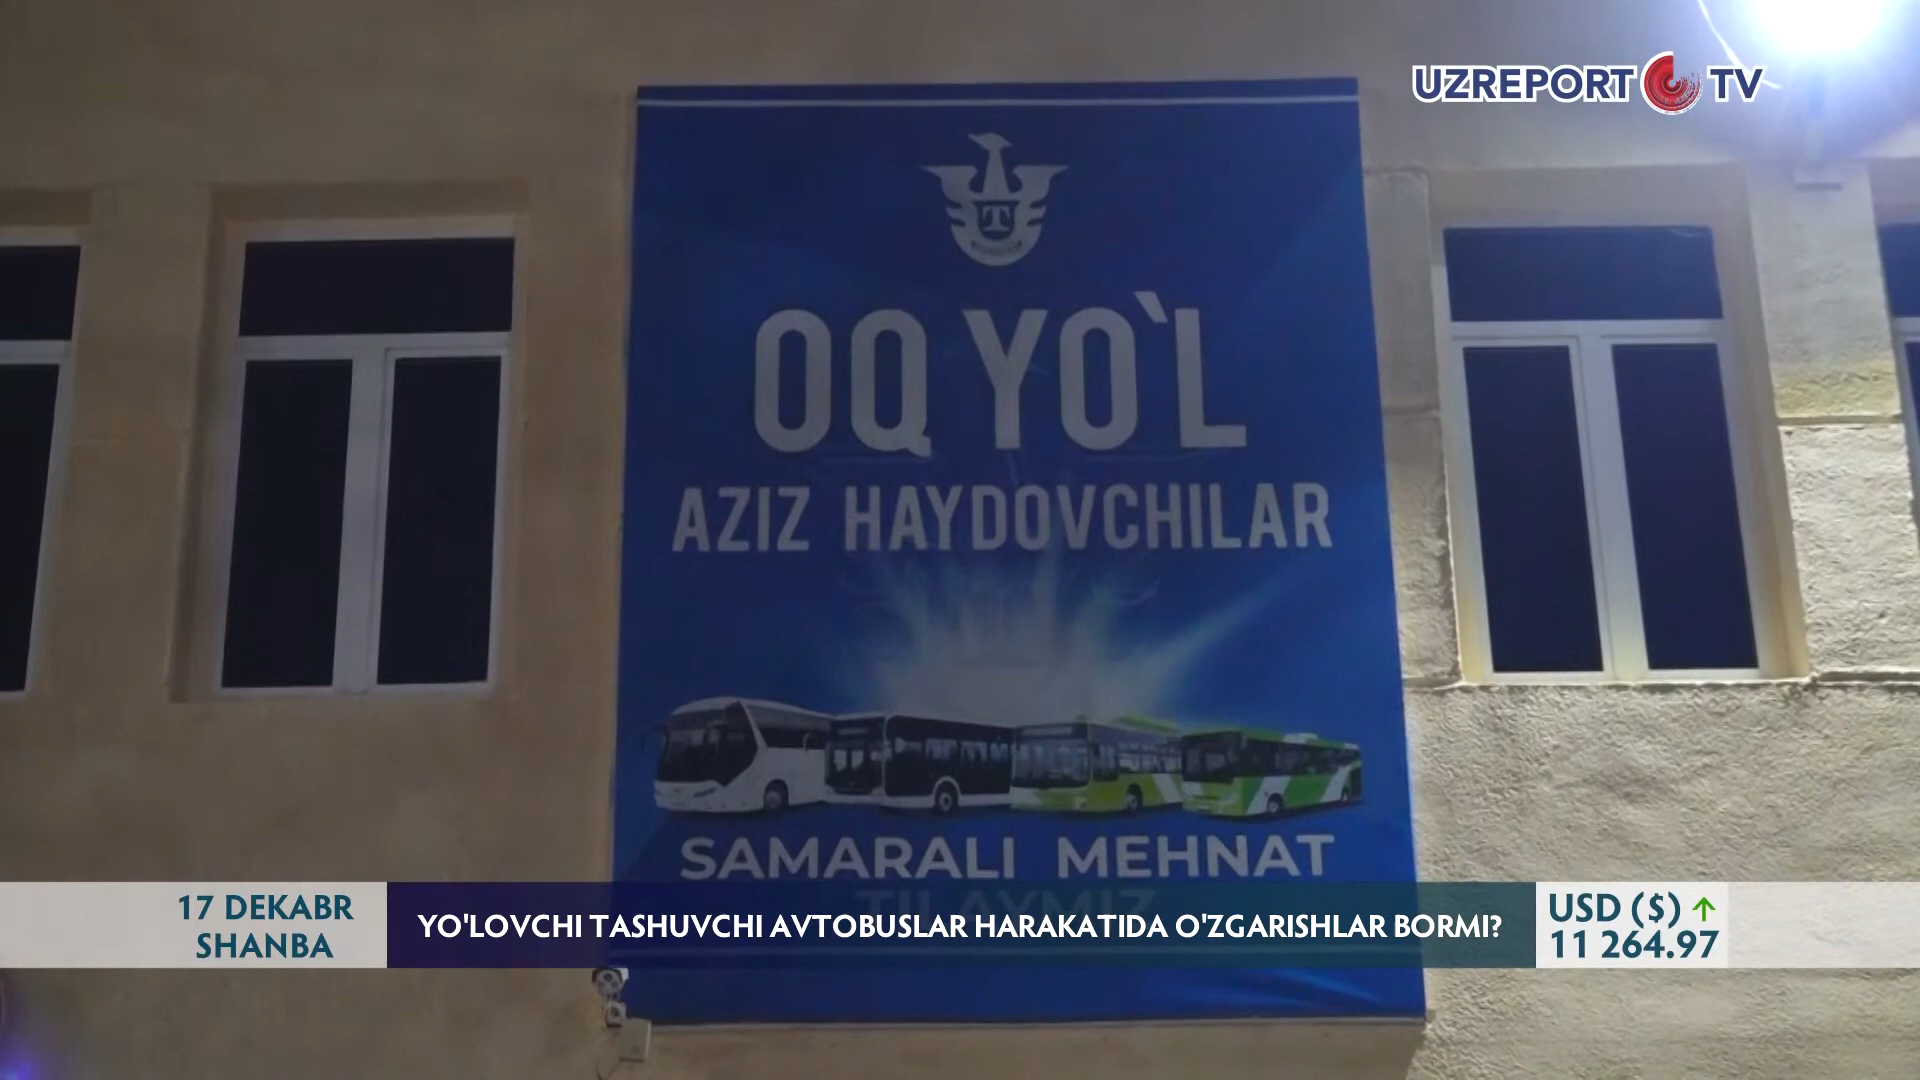 UZREPORT TV
T
OQ YO`L
AZIZ HAYDOVCHILAR
SAMARALI MEHNAT
TILAYMIZ
17 DEKABR
SHANBA
YO'LOVCHI TASHUVCHI AVTOBUSLAR HARAKATIDA O'ZGARISHLAR BORMI?
USD ($) ↑
11 264.97